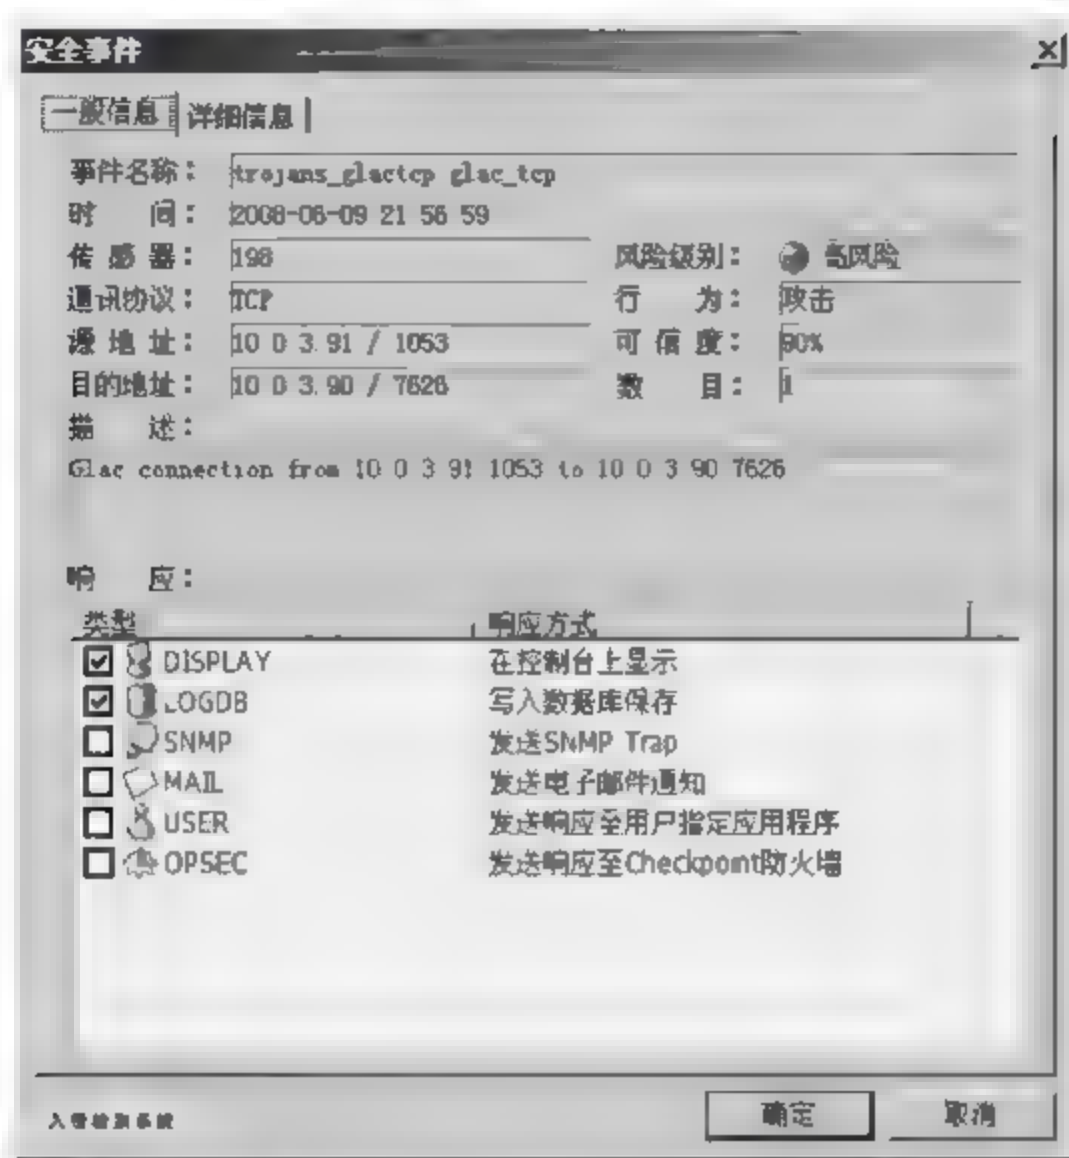 安全事件
一般信息 详细信息
事件名称： trojans_glactcp glac_tcp
时 间： 2008-06-09 21 56 59
传 感 器： 198 风险级别： 高风险
通讯协议： TCP 行 为： 攻击
源 地 址： 10 0 3.91 / 1053 可 信 度： 90%
目的地址： 10 0 3.90 / 7626 数 目： 1
描 述：
Glac connection from 10 0 3 91 1053 to 10 0 3 90 7626
响 应：
类型 响应方式
DISPLAY 在控制台上显示
LOGDB 写入数据库保存
SNMP 发送SNMP Trap
MAIL 发送电子邮件通知
USER 发送响应至用户指定应用程序
OPSEC 发送响应至Checkpoint防火墙
入侵检测系统 确定 取消